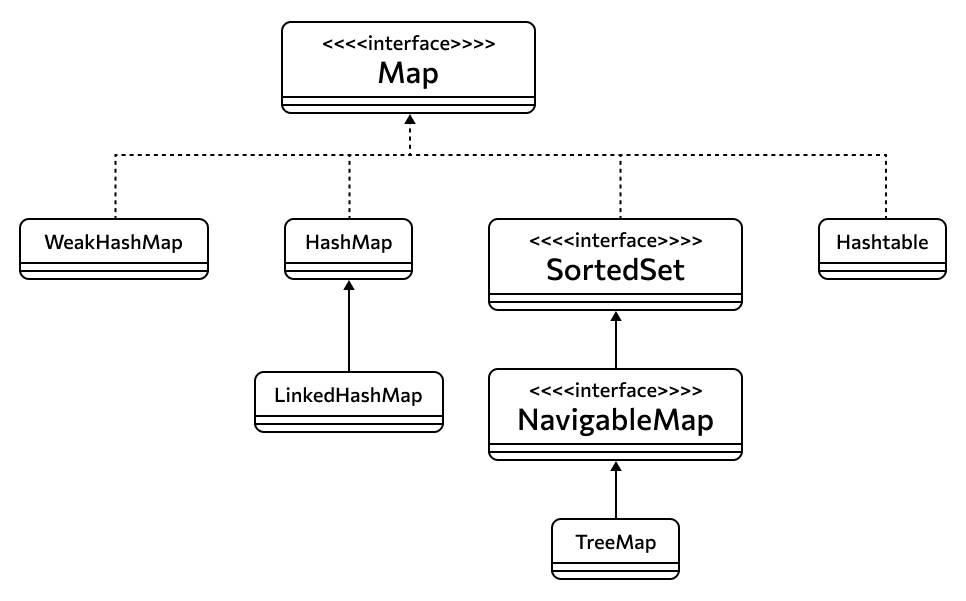 <<<<interface>>>>
Map
WeakHashMap
HashMap
<<<<interface>>>>
SortedSet
Hashtable
LinkedHashMap
<<<<interface>>>>
NavigableMap
TreeMap